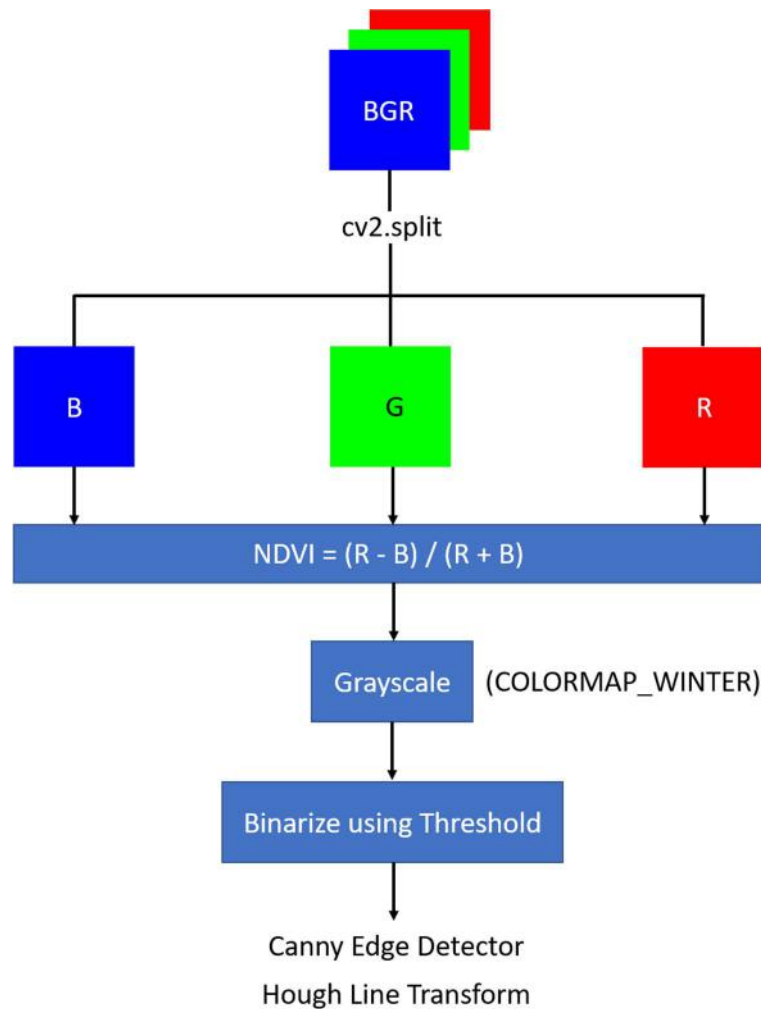 BGR
cv2.split
B
G
R
NDVI = (R - B) / (R + B)
Grayscale
(COLORMAP_WINTER)
Binarize using Threshold
Canny Edge Detector
Hough Line Transform